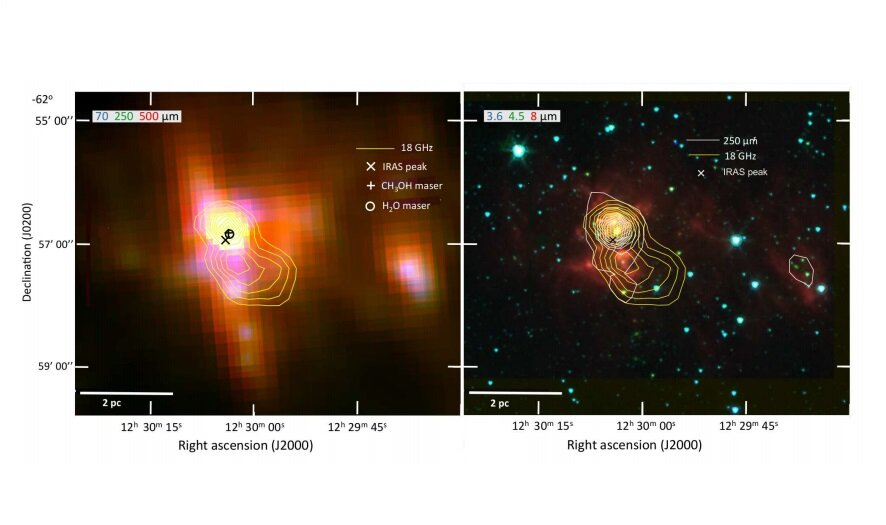 -62°
55′ 00″
57′ 00″
59′ 00″
Declination (J0200)
70 250 500 μm
18 GHz
IRAS peak
CH₃OH maser
H₂O maser
2 pc
12ʰ 30ᵐ 15ˢ
12ʰ 30ᵐ 00ˢ
12ʰ 29ᵐ 45ˢ
Right ascension (J2000)
3.6 4.5 8 μm
250 μm
18 GHz
IRAS peak
2 pc
12ʰ 30ᵐ 15ˢ
12ʰ 30ᵐ 00ˢ
12ʰ 29ᵐ 45ˢ
Right ascension (J2000)